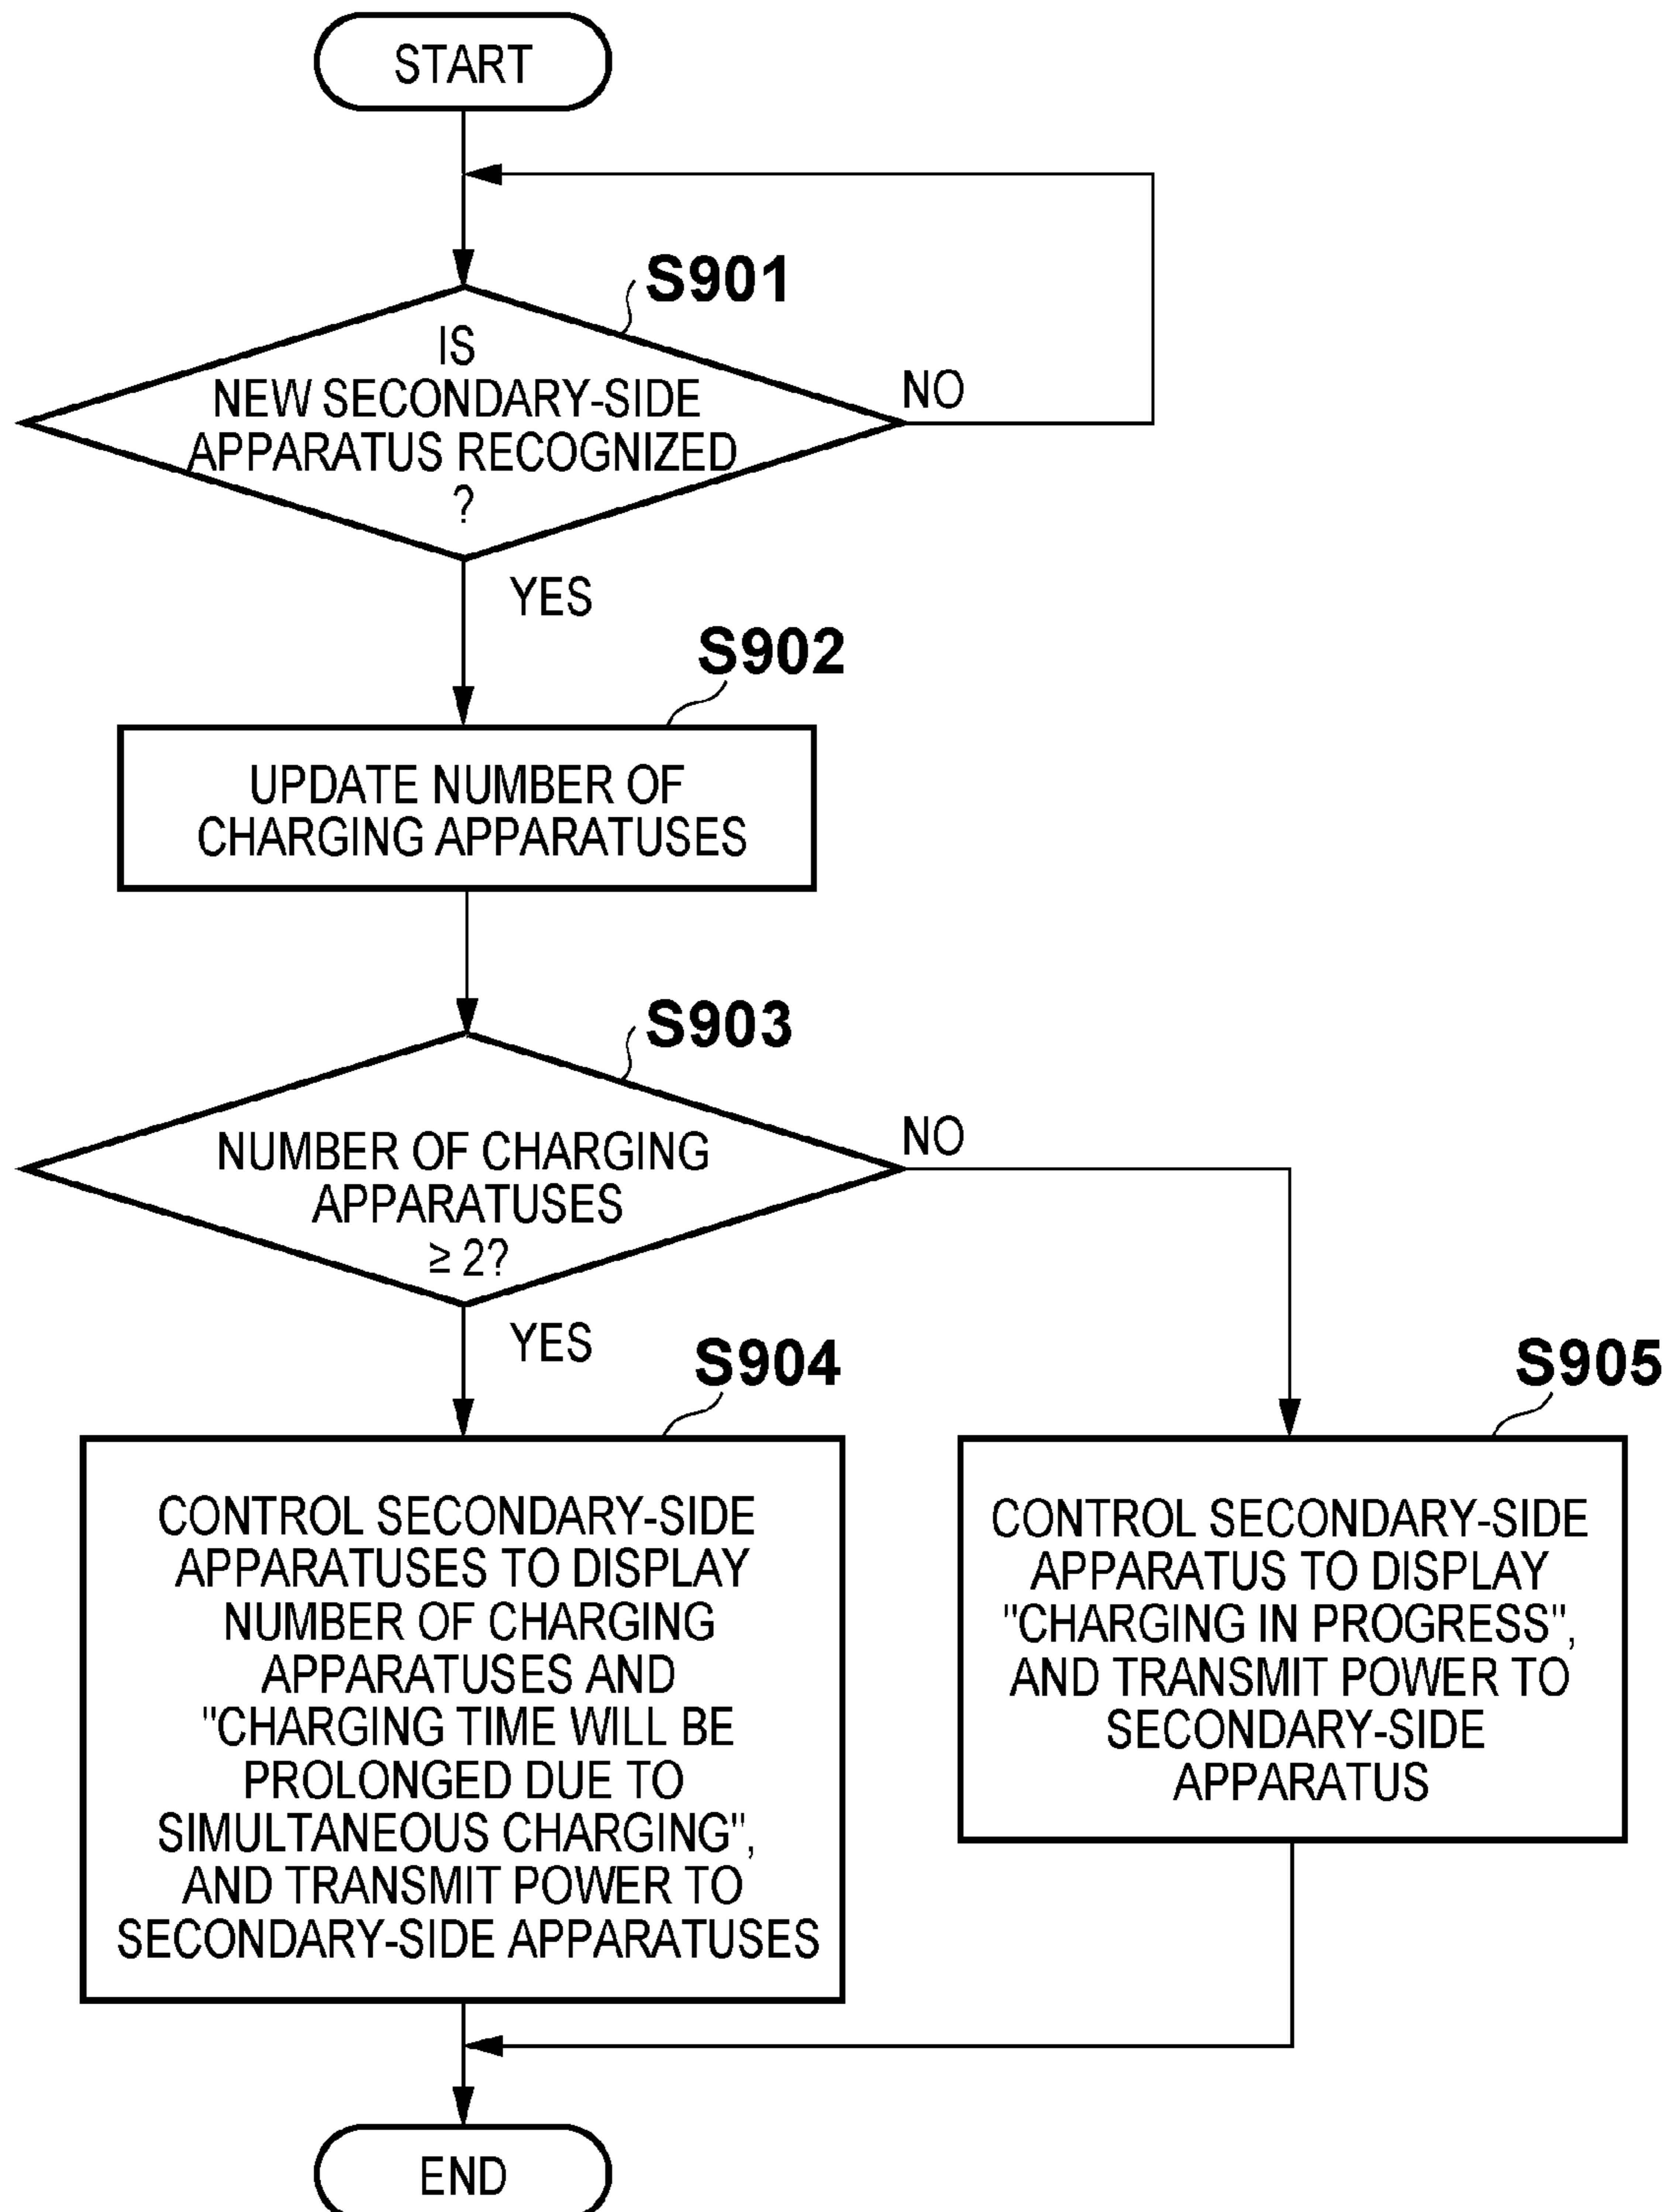 START
S901
IS
NEW SECONDARY-SIDE
APPARATUS RECOGNIZED
?
NO
YES
S902
UPDATE NUMBER OF
CHARGING APPARATUSES
S903
NUMBER OF CHARGING
APPARATUSES
≥ 2?
NO
YES
S904
CONTROL SECONDARY-SIDE
APPARATUSES TO DISPLAY
NUMBER OF CHARGING
APPARATUSES AND
"CHARGING TIME WILL BE
PROLONGED DUE TO
SIMULTANEOUS CHARGING",
AND TRANSMIT POWER TO
SECONDARY-SIDE APPARATUSES
S905
CONTROL SECONDARY-SIDE
APPARATUS TO DISPLAY
"CHARGING IN PROGRESS",
AND TRANSMIT POWER TO
SECONDARY-SIDE
APPARATUS
END